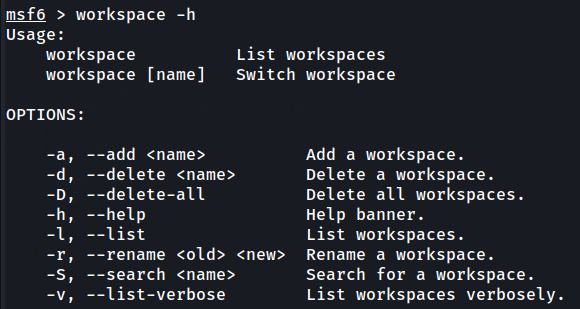 msf6 > workspace -h
Usage:
    workspace          List workspaces
    workspace [name]   Switch workspace

OPTIONS:

    -a, --add <name>          Add a workspace.
    -d, --delete <name>       Delete a workspace.
    -D, --delete-all          Delete all workspaces.
    -h, --help                Help banner.
    -l, --list                List workspaces.
    -r, --rename <old> <new>  Rename a workspace.
    -S, --search <name>       Search for a workspace.
    -v, --list-verbose        List workspaces verbosely.